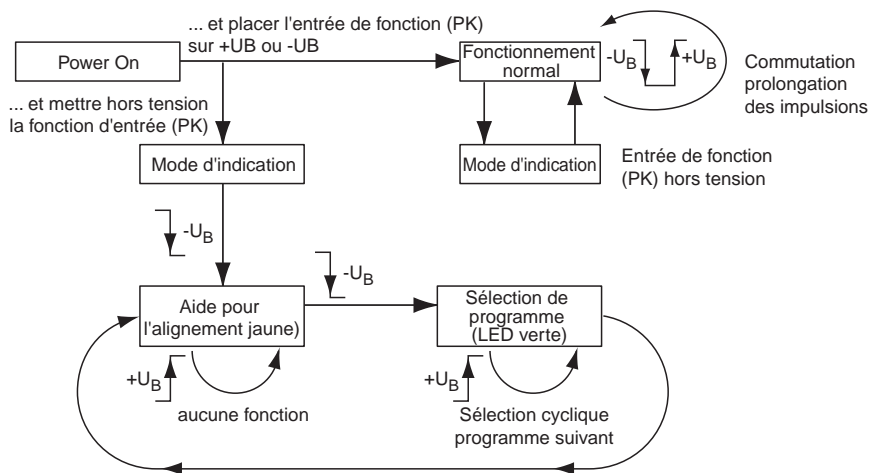 ... et placer l'entrée de fonction (PK)
sur +UB ou -UB
Power On
Fonctionnement
normal
-UB
+UB
Commutation
prolongation
des impulsions
... et mettre hors tension
la fonction d'entrée (PK)
Mode d'indication
Mode d'indication
Entrée de fonction
(PK) hors tension
-UB
-UB
Aide pour
l'alignement jaune)
Sélection de
programme
(LED verte)
+UB
aucune fonction
+UB
Sélection cyclique
programme suivant